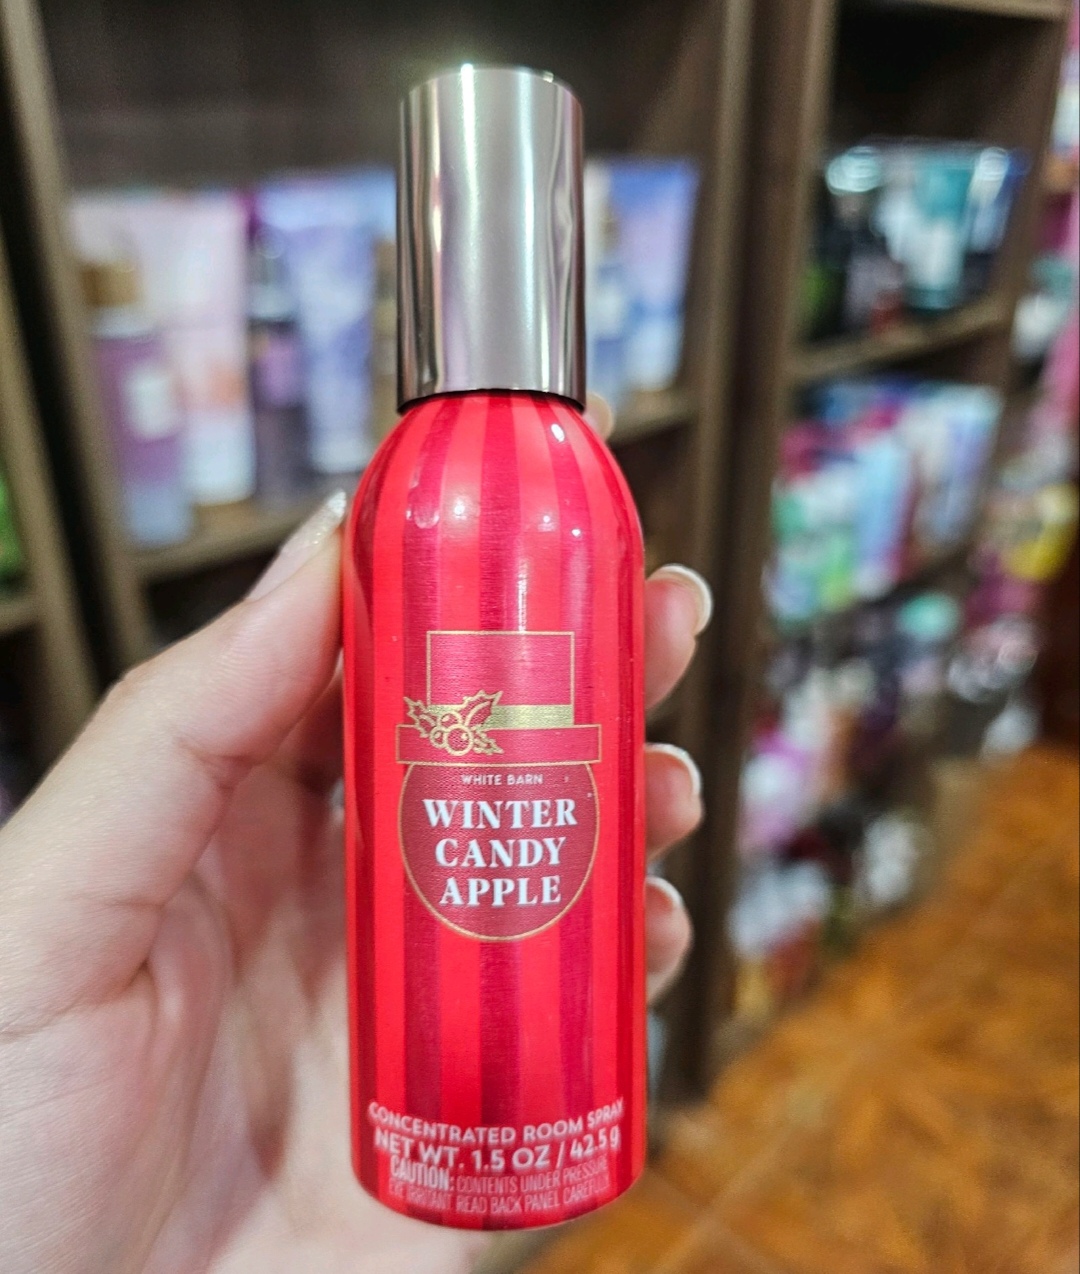 WHITE BARN
WINTER
CANDY
APPLE
CONCENTRATED ROOM SPRAY
NET WT. 1.5 OZ / 42.5 g
CAUTION: CONTENTS UNDER PRESSURE
EYE IRRITANT READ BACK PANEL CAREFULLY